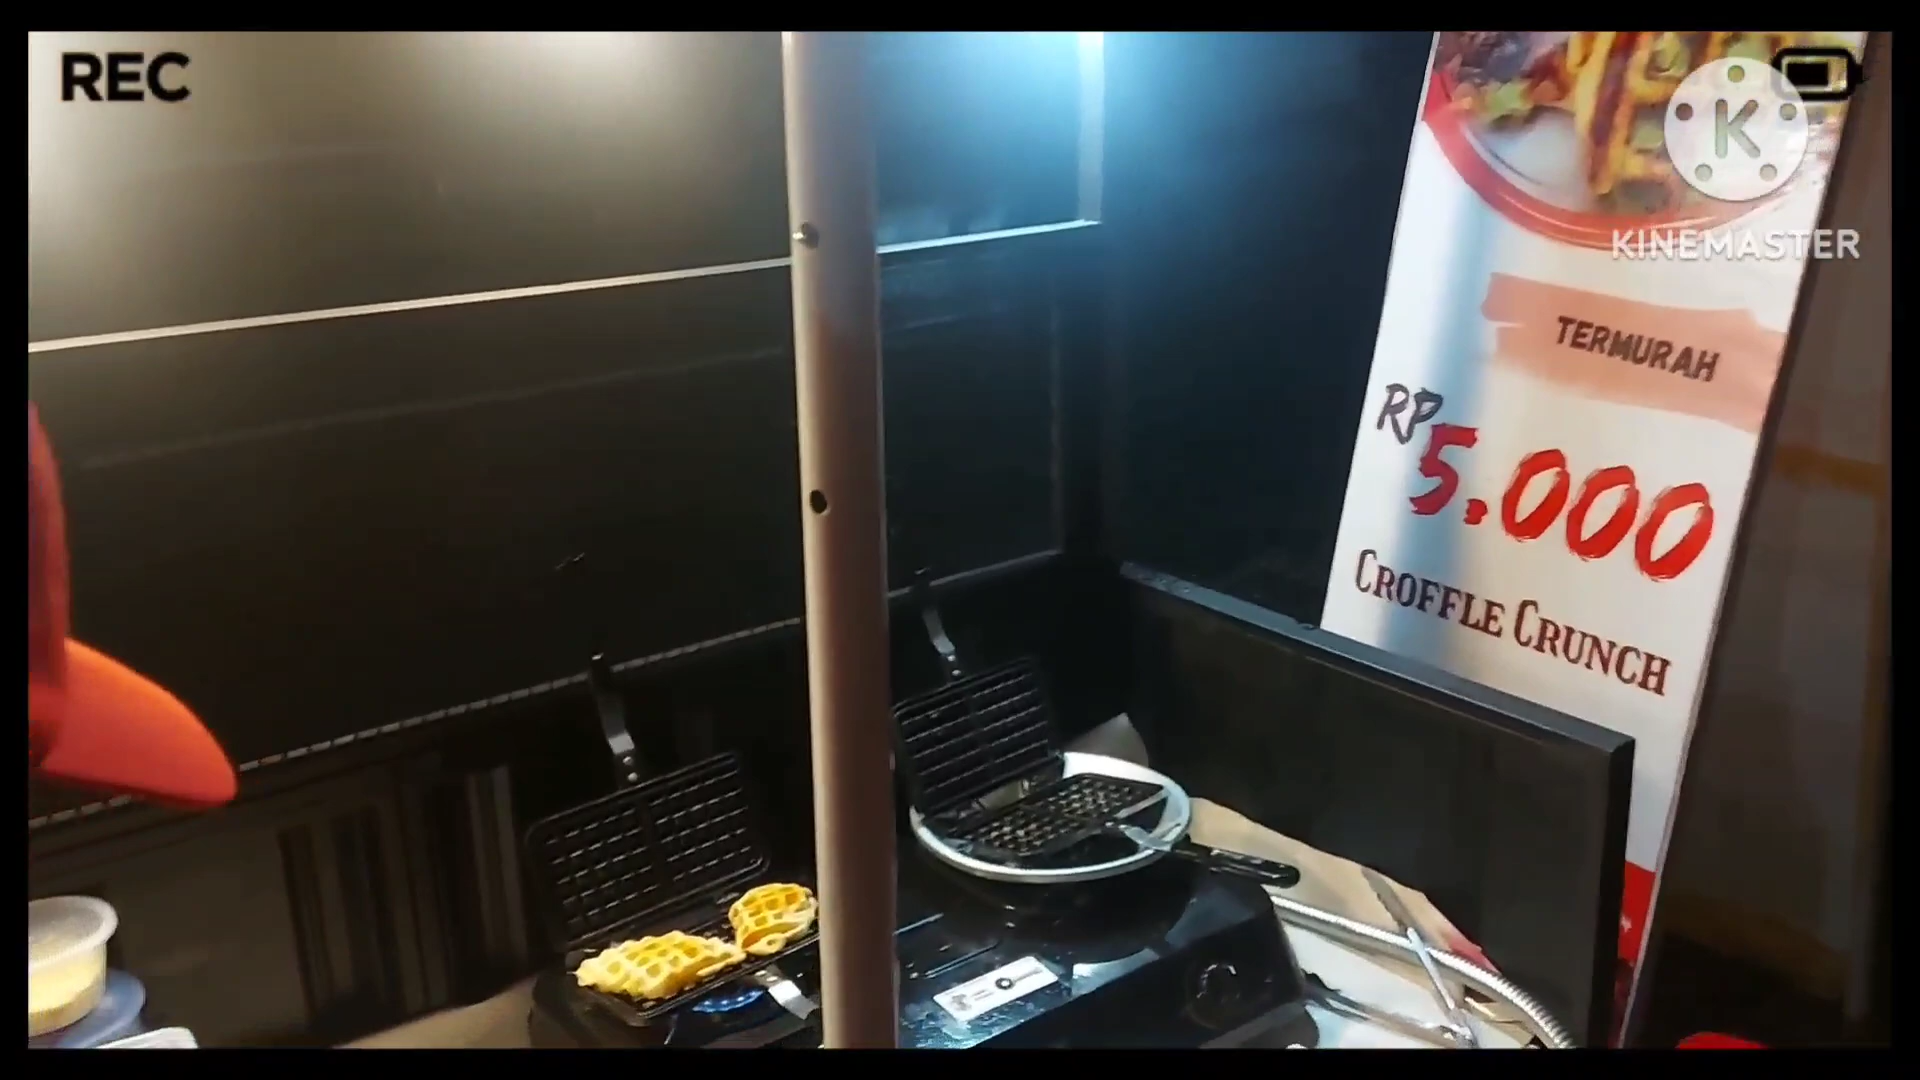 REC
K
KINEMASTER
TERMURAH
RP
5.000
CROFFLE CRUNCH